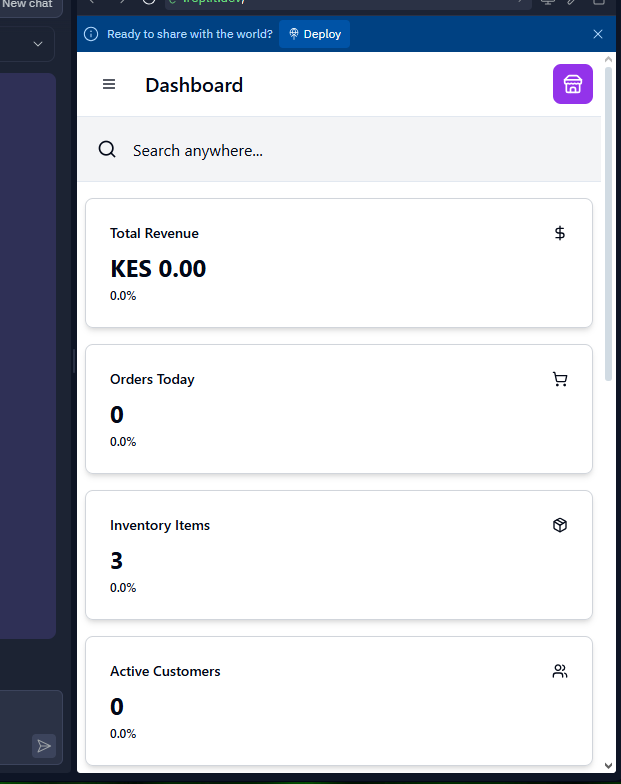 New chat
Ready to share with the world?
Deploy
Dashboard
Search anywhere...
Total Revenue
KES 0.00
0.0%
Orders Today
0
0.0%
Inventory Items
3
0.0%
Active Customers
0
0.0%